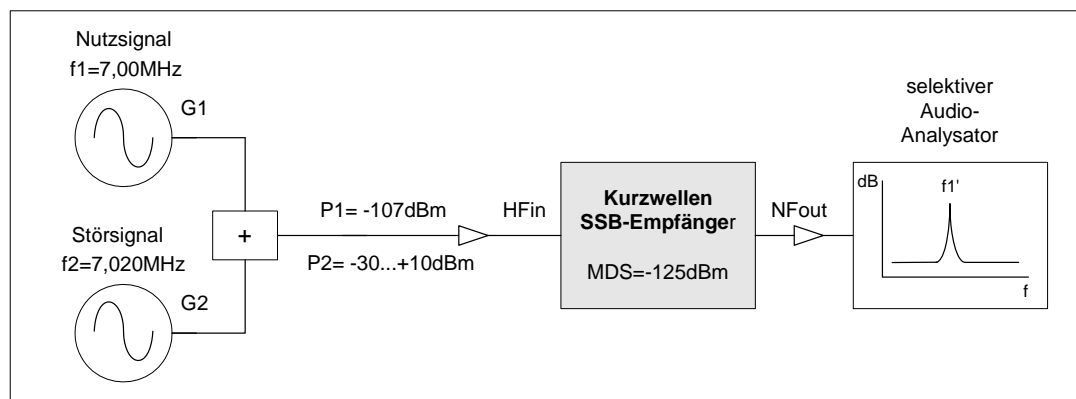 Nutzsignal
f1=7,00MHz
G1
Störsignal
f2=7,020MHz
G2
+
P1= -107dBm
P2= -30...+10dBm
HFin
Kurzwellen
SSB-Empfänger
MDS=-125dBm
NFout
selektiver
Audio-
Analysator
dB
f1'
f